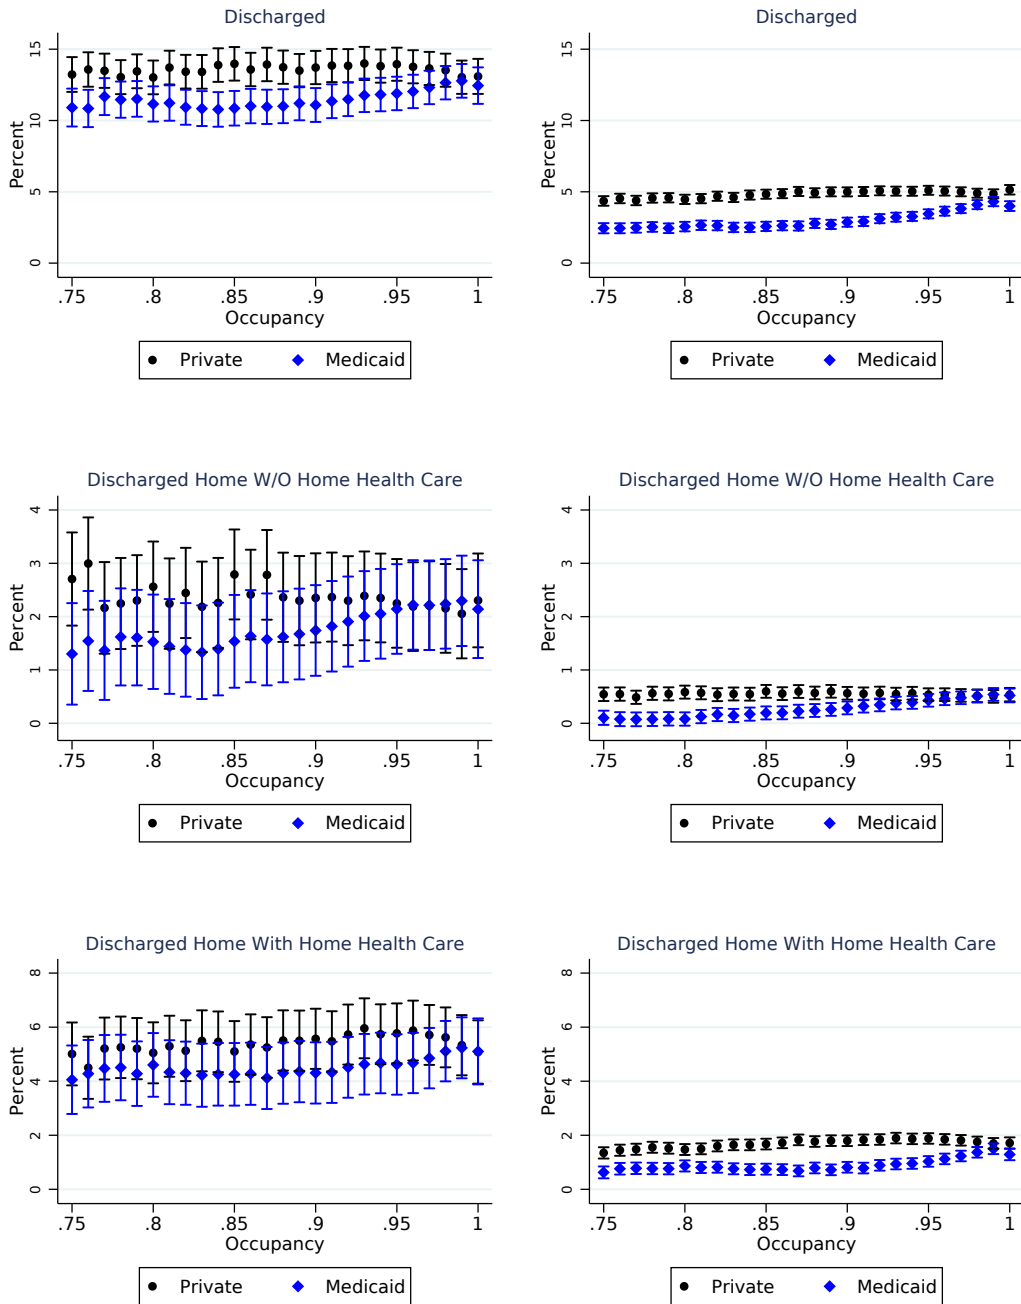 Discharged
Percent
15
10
5
0
.75 .8 .85 .9 .95 1
Occupancy
Private Medicaid
Discharged
Percent
15
10
5
0
.75 .8 .85 .9 .95 1
Occupancy
Private Medicaid
Discharged Home W/O Home Health Care
Percent
4
3
2
1
0
.75 .8 .85 .9 .95 1
Occupancy
Private Medicaid
Discharged Home W/O Home Health Care
Percent
4
3
2
1
0
.75 .8 .85 .9 .95 1
Occupancy
Private Medicaid
Discharged Home With Home Health Care
Percent
8
6
4
2
0
.75 .8 .85 .9 .95 1
Occupancy
Private Medicaid
Discharged Home With Home Health Care
Percent
8
6
4
2
0
.75 .8 .85 .9 .95 1
Occupancy
Private Medicaid